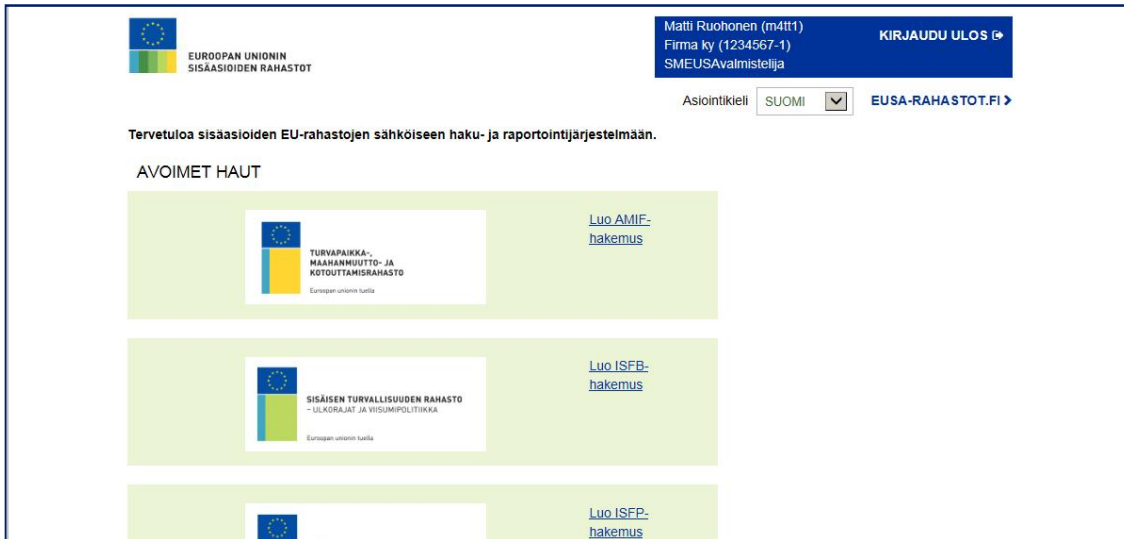 EUROOPAN UNIONIN
SISÄASIOIDEN RAHASTOT
Matti Ruohonen (m4tt1)
Firma ky (1234567-1)
SMEUSAvalmistelija
KIRJAUDU ULOS
Asiointikieli SUOMI
EUSA-RAHASTOT.FI
Tervetuloa sisäasioiden EU-rahastojen sähköiseen haku- ja raportointijärjestelmään.
AVOIMET HAUT
TURVAPAIKKA-,
MAAHANMUUTTO- JA
KOTOUTTAMISRAHASTO
Euroopan unionin tuella
Luo AMIF-
hakemus
SISÄISEN TURVALLISUUDEN RAHASTO
– ULKORAJAT JA VIISUMIPOLITIIKKA
Euroopan unionin tuella
Luo ISFB-
hakemus
Luo ISFP-
hakemus